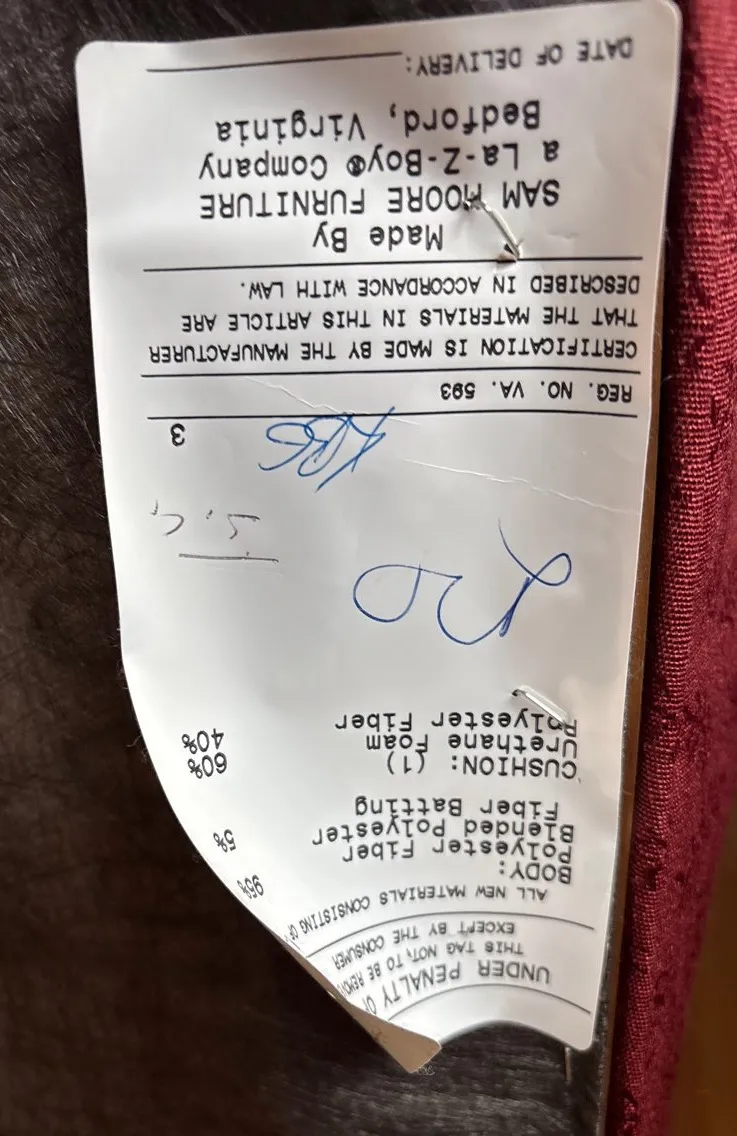 UNDER PENALTY O
THIS TAG NOT, TO BE REMOV
EXCEPT BY THE CONSUMER
ALL NEW MATERIALS CONSISTING OF
BODY:
Polyester Fiber 95%
Blended Polyester 5%
Fiber Batting
CUSHION: (1)
Urethane Foam 60%
Polyester Fiber 40%
3
REG. NO. VA. 593
CERTIFICATION IS MADE BY THE MANUFACTURER
THAT THE MATERIALS IN THIS ARTICLE ARE
DESCRIBED IN ACCORDANCE WITH LAW.
Made By
SAM MOORE FURNITURE
a La-Z-Boy® Company
Bedford, Virginia
DATE OF DELIVERY: